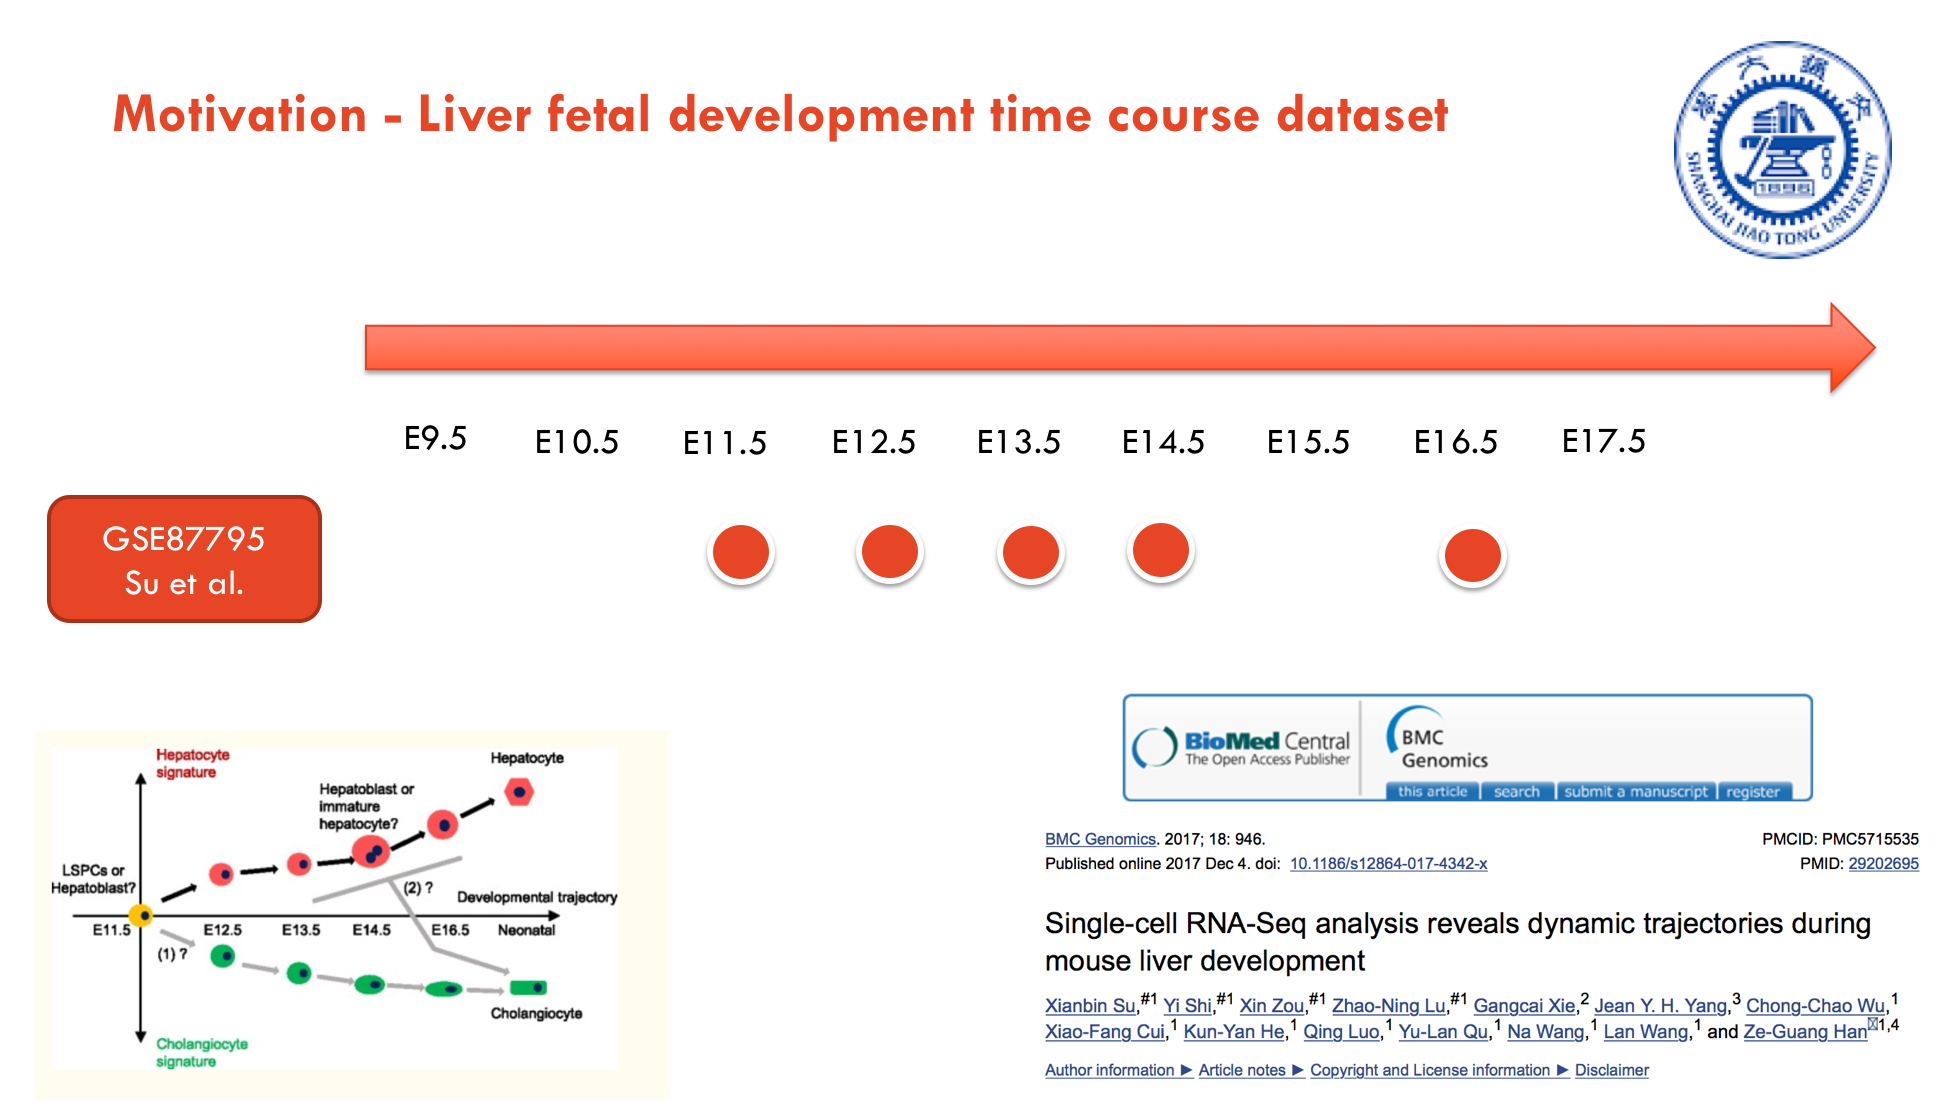 Motivation - Liver fetal development time course dataset
SHANGHAI JIAO TONG UNIVERSITY
1896
E9.5 E10.5 E11.5 E12.5 E13.5 E14.5 E15.5 E16.5 E17.5
GSE87795
Su et al.
Hepatocyte
signature
Hepatocyte
Hepatoblast or
immature
hepatocyte?
LSPCs or
Hepatoblast?
(2) ?
Developmental trajectory
E11.5 E12.5 E13.5 E14.5 E16.5 Neonatal
(1) ?
Cholangiocyte
Cholangiocyte
signature
BioMed Central
The Open Access Publisher
BMC
Genomics
this article search submit a manuscript register
BMC Genomics. 2017; 18: 946. PMCID: PMC5715535
Published online 2017 Dec 4. doi: 10.1186/s12864-017-4342-x PMID: 29202695
Single-cell RNA-Seq analysis reveals dynamic trajectories during
mouse liver development
Xianbin Su,#1 Yi Shi,#1 Xin Zou,#1 Zhao-Ning Lu,#1 Gangcai Xie,2 Jean Y. H. Yang,3 Chong-Chao Wu,1
Xiao-Fang Cui,1 Kun-Yan He,1 Qing Luo,1 Yu-Lan Qu,1 Na Wang,1 Lan Wang,1 and Ze-Guang Han1,4
Author information ► Article notes ► Copyright and License information ► Disclaimer